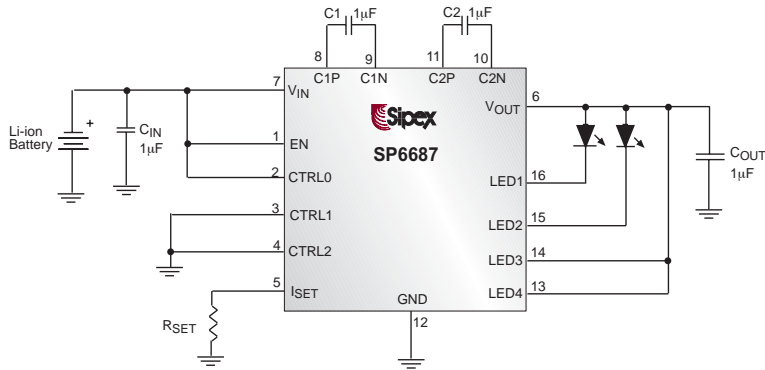 C1 1µF C2 1µF
8 9 11 10
C1P C1N C2P C2N
7 VIN
Sipex
SP6687
VOUT 6
Li-ion
Battery
+
CIN
1µF
1 EN
2 CTRL0
3 CTRL1
4 CTRL2
5 ISET
RSET
LED1 16
LED2 15
LED3 14
LED4 13
COUT
1µF
GND
12